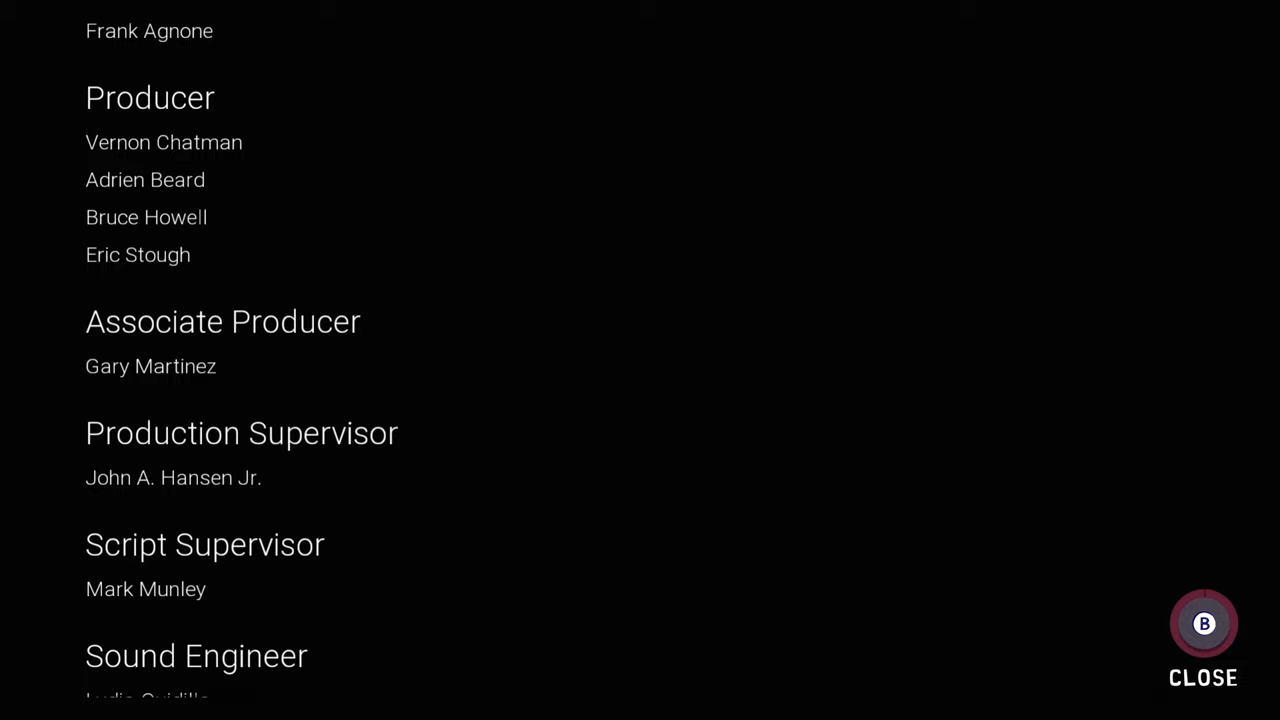 Frank Agnone
Producer
Vernon Chatman
Adrien Beard
Bruce Howell
Eric Stough
Associate Producer
Gary Martinez
Production Supervisor
John A. Hansen Jr.
Script Supervisor
Mark Munley
Sound Engineer
B
CLOSE